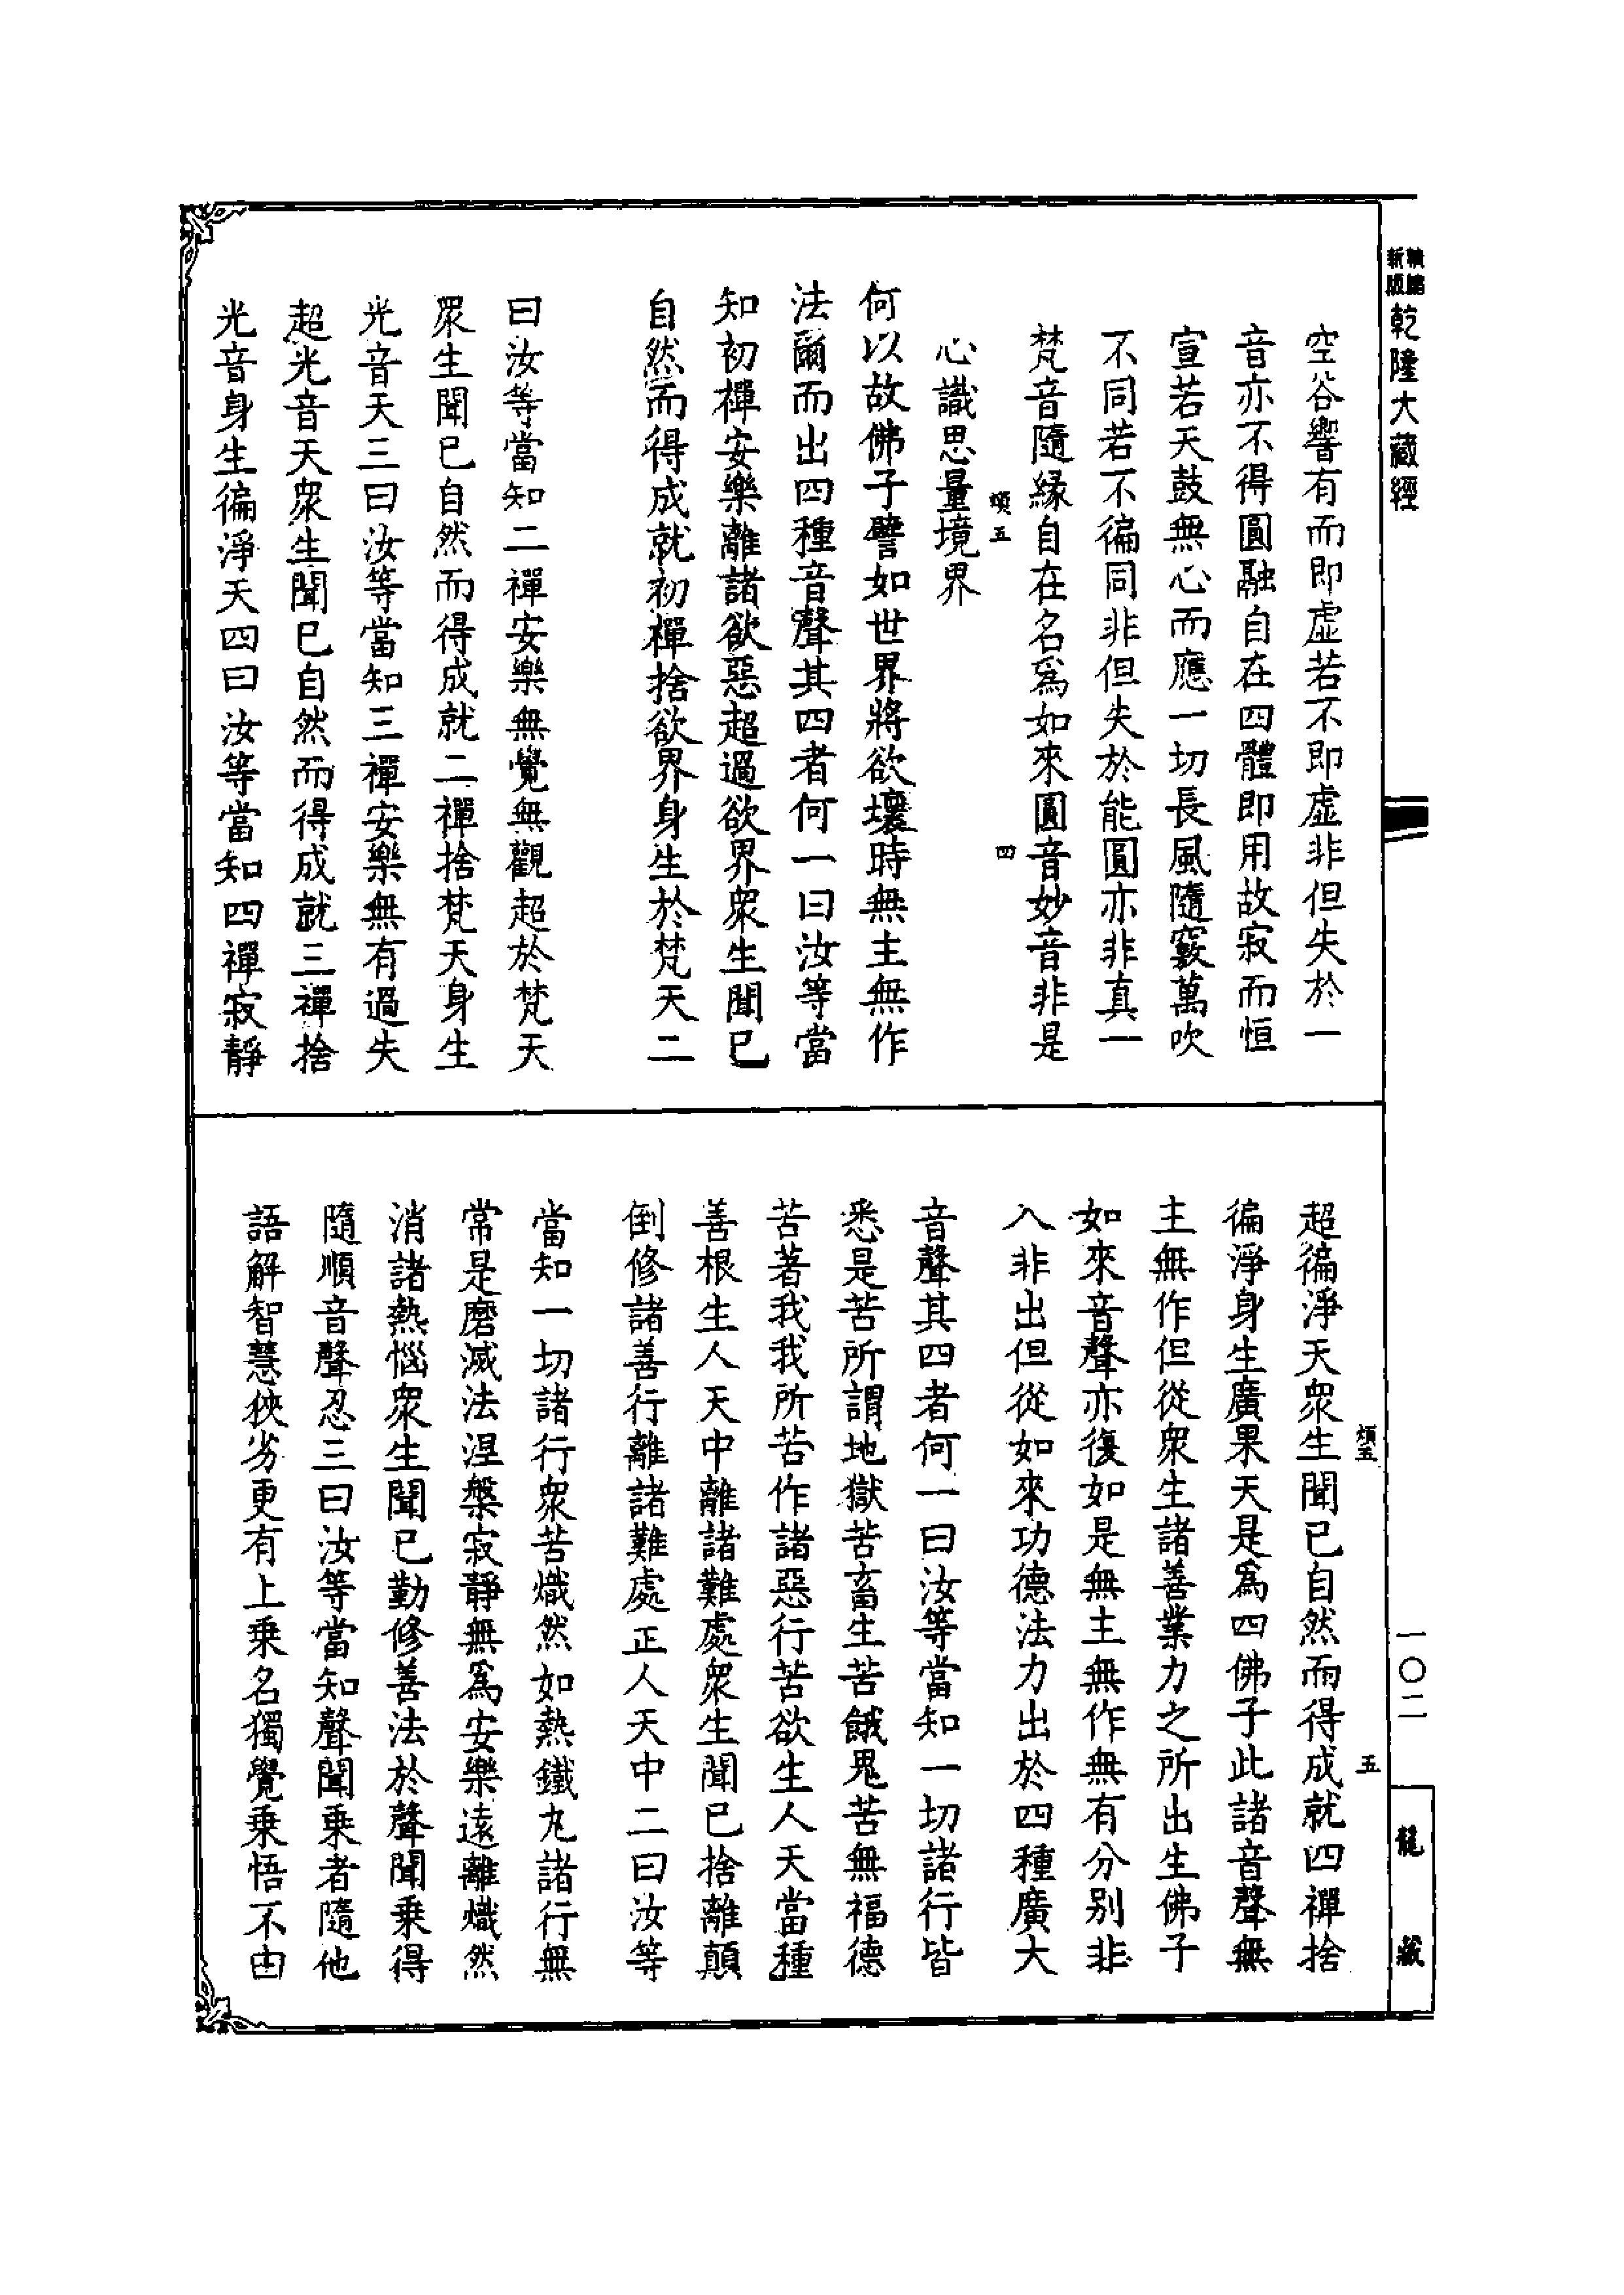 新版
乾隆大藏經
空谷響有而即虛若不即虛非但失於一
音亦不得圓融自在四體即用故寂而恒
宣若天鼓無心而應一切長風隨竅萬吹
不同若不徧同非但失於能圓亦非真一
梵音隨緣自在名為如來圓音妙音非是
煩五 四
心識思量境界
何以故佛子譬如世界將欲壞時無主無作
法爾而出四種音聲其四者何一曰汝等當
知初禪安樂離諸欲惡超過欲界眾生聞已
自然而得成就初禪捨欲界身生於梵天二
曰汝等當知二禪安樂無覺無觀超於梵天
眾生聞已自然而得成就二禪捨梵天身生
光音天三曰汝等當知三禪安樂無有過失
超光音天眾生聞已自然而得成就三禪捨
光音身生徧淨天四曰汝等當知四禪寂靜
一〇二
龍藏
煩五 五
超徧淨天眾生聞已自然而得成就四禪捨
徧淨身生廣果天是為四佛子此諸音聲無
主無作但從眾生諸善業力之所出生佛子
如來音聲亦復如是無主無作無有分別非
入非出但從如來功德法力出於四種廣大
音聲其四者何一曰汝等當知一切諸行皆
悉是苦所謂地獄苦畜生苦餓鬼苦無福德
苦著我我所苦作諸惡行苦欲生人天當種
善根生人天中離諸難處眾生聞已捨離顛
倒修諸善行離諸難處正人天中二曰汝等
當知一切諸行眾苦熾然如熱鐵丸諸行無
常是磨滅法涅槃寂靜無為安樂遠離熾然
消諸熱惱眾生聞已勤修善法於聲聞乘得
隨順音聲忍三曰汝等當知聲聞乘者隨他
語解智慧狹劣更有上乘名獨覺乘悟不由